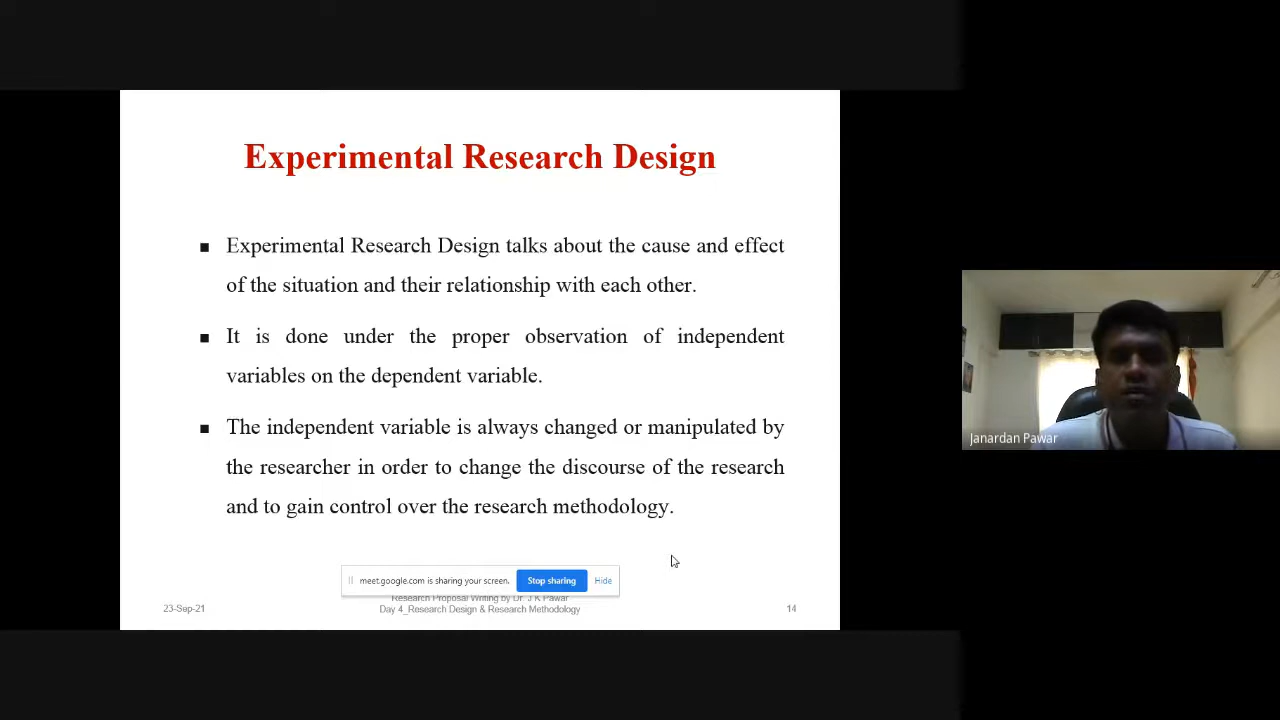 Experimental Research Design
▪ Experimental Research Design talks about the cause and effect
of the situation and their relationship with each other.
▪ It is done under the proper observation of independent
variables on the dependent variable.
▪ The independent variable is always changed or manipulated by
the researcher in order to change the discourse of the research
and to gain control over the research methodology.
Janardan Pawar
meet.google.com is sharing your screen.
Stop sharing
Hide
Research Proposal Writing by Dr. J K Pawar
23-Sep-21
Day 4_Research Design & Research Methodology
14